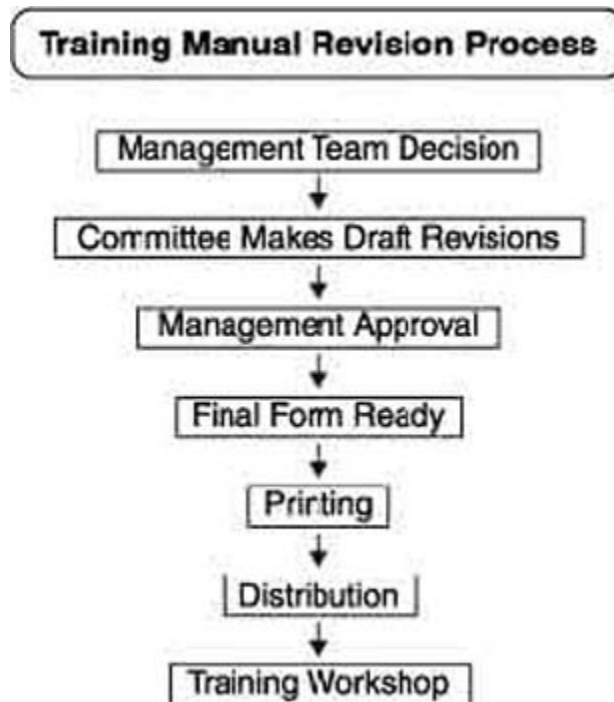 Training Manual Revision Process
Management Team Decision
Committee Makes Draft Revisions
Management Approval
Final Form Ready
Printing
Distribution
Training Workshop